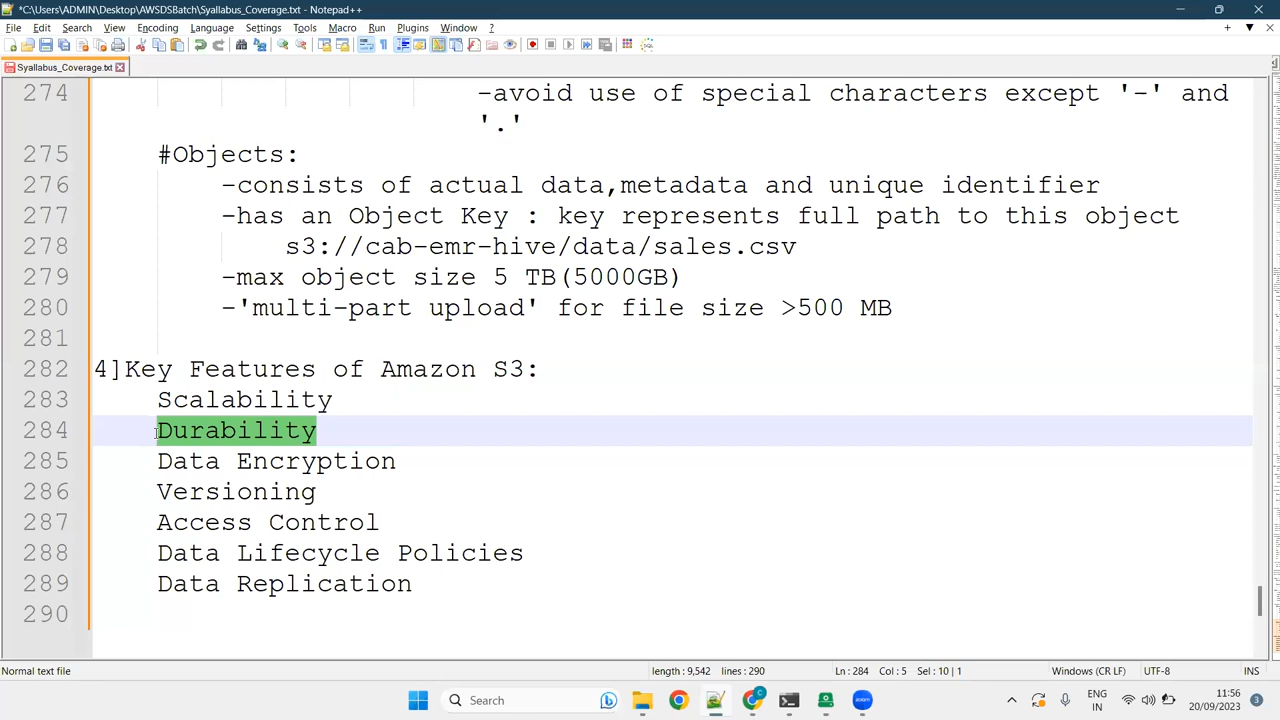 *C:\Users\ADMIN\Desktop\AWSDSBatch\Syallabus_Coverage.txt - Notepad++
File Edit Search View Encoding Language Settings Tools Macro Run Plugins Window ?
Syallabus_Coverage.txt
274 -avoid use of special characters except '-' and
'.'
275 #Objects:
276 -consists of actual data,metadata and unique identifier
277 -has an Object Key : key represents full path to this object
278 s3://cab-emr-hive/data/sales.csv
279 -max object size 5 TB(5000GB)
280 -'multi-part upload' for file size >500 MB
281
282 4]Key Features of Amazon S3:
283 Scalability
284 Durability
285 Data Encryption
286 Versioning
287 Access Control
288 Data Lifecycle Policies
289 Data Replication
290
Normal text file length : 9,542 lines : 290 Ln : 284 Col : 5 Sel : 10 | 1 Windows (CR LF) UTF-8 INS
Search ENG IN 11:56 20/09/2023 3